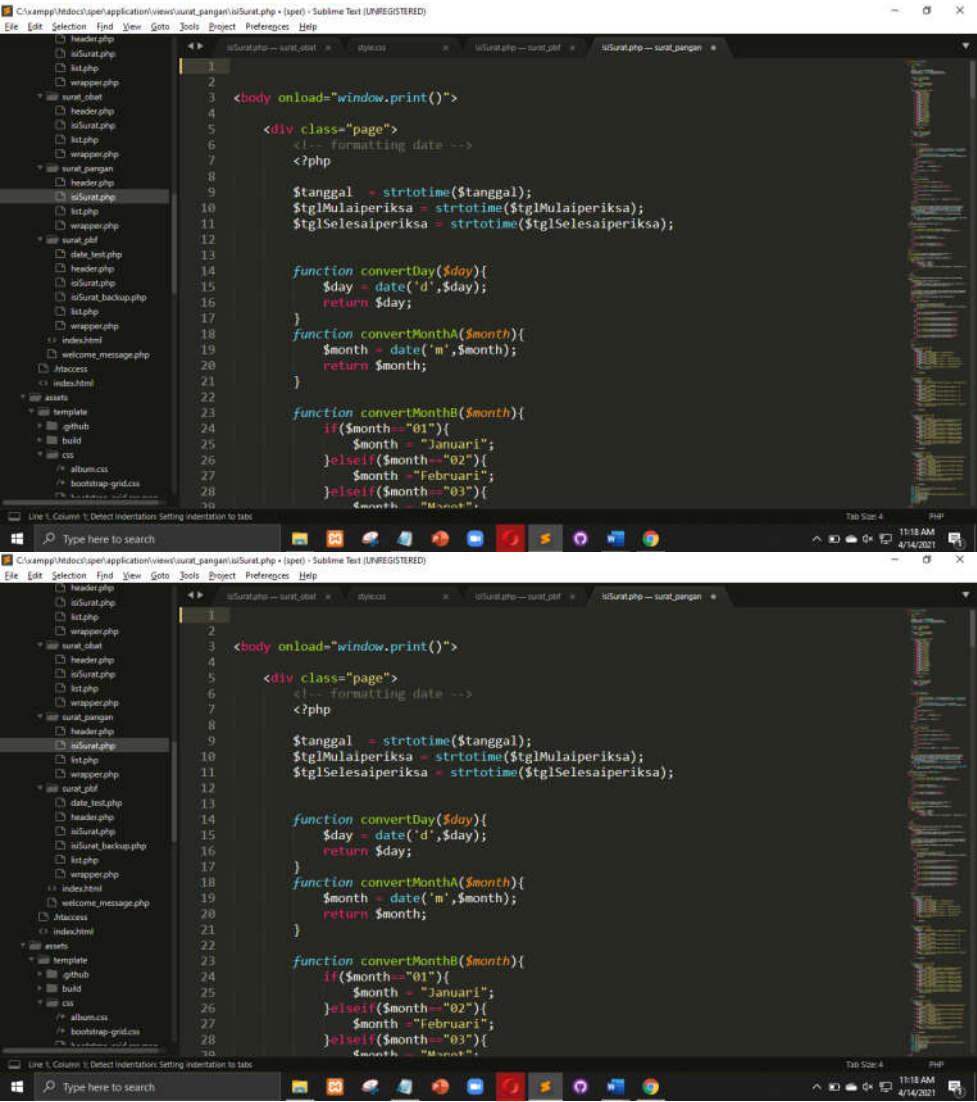 C:\xampp\htdocs\sper\application\views\surat_pangan\isiSurat.php • (sper) - Sublime Text (UNREGISTERED)
File Edit Selection Find View Goto Tools Project Preferences Help
header.php
isiSurat.php
list.php
wrapper.php
surat_obat
header.php
isiSurat.php
list.php
wrapper.php
surat_pangan
header.php
isiSurat.php
list.php
wrapper.php
surat_pbf
date_test.php
header.php
isiSurat.php
isiSurat_backup.php
list.php
wrapper.php
index.html
welcome_message.php
.htaccess
index.html
assets
template
.github
build
css
album.css
bootstrap-grid.css
isiSurat.php — surat_obat style.css isiSurat.php — surat_pbf isiSurat.php — surat_pangan
1
2
3 <body onload="window.print()">
4
5 <div class="page">
6 <!-- formatting date -->
7 <?php
8
9 $tanggal = strtotime($tanggal);
10 $tglMulaiperiksa = strtotime($tglMulaiperiksa);
11 $tglSelesaiperiksa = strtotime($tglSelesaiperiksa);
12
13
14 function convertDay($day){
15 $day = date('d',$day);
16 return $day;
17 }
18 function convertMonthA($month){
19 $month = date('m',$month);
20 return $month;
21 }
22
23 function convertMonthB($month){
24 if($month=="01"){
25 $month = "Januari";
26 }elseif($month=="02"){
27 $month ="Februari";
28 }elseif($month=="03"){
29 $month = "Maret";
Line 1, Column 1; Detect Indentation: Setting indentation to tabs Tab Size: 4 PHP
Type here to search 11:18 AM
4/14/2021
C:\xampp\htdocs\sper\application\views\surat_pangan\isiSurat.php • (sper) - Sublime Text (UNREGISTERED)
File Edit Selection Find View Goto Tools Project Preferences Help
header.php
isiSurat.php
list.php
wrapper.php
surat_obat
header.php
isiSurat.php
list.php
wrapper.php
surat_pangan
header.php
isiSurat.php
list.php
wrapper.php
surat_pbf
date_test.php
header.php
isiSurat.php
isiSurat_backup.php
list.php
wrapper.php
index.html
welcome_message.php
.htaccess
index.html
assets
template
.github
build
css
album.css
bootstrap-grid.css
isiSurat.php — surat_obat style.css isiSurat.php — surat_pbf isiSurat.php — surat_pangan
1
2
3 <body onload="window.print()">
4
5 <div class="page">
6 <!-- formatting date -->
7 <?php
8
9 $tanggal = strtotime($tanggal);
10 $tglMulaiperiksa = strtotime($tglMulaiperiksa);
11 $tglSelesaiperiksa = strtotime($tglSelesaiperiksa);
12
13
14 function convertDay($day){
15 $day = date('d',$day);
16 return $day;
17 }
18 function convertMonthA($month){
19 $month = date('m',$month);
20 return $month;
21 }
22
23 function convertMonthB($month){
24 if($month=="01"){
25 $month = "Januari";
26 }elseif($month=="02"){
27 $month ="Februari";
28 }elseif($month=="03"){
29 $month = "Maret";
Line 1, Column 1; Detect Indentation: Setting indentation to tabs Tab Size: 4 PHP
Type here to search 11:18 AM
4/14/2021